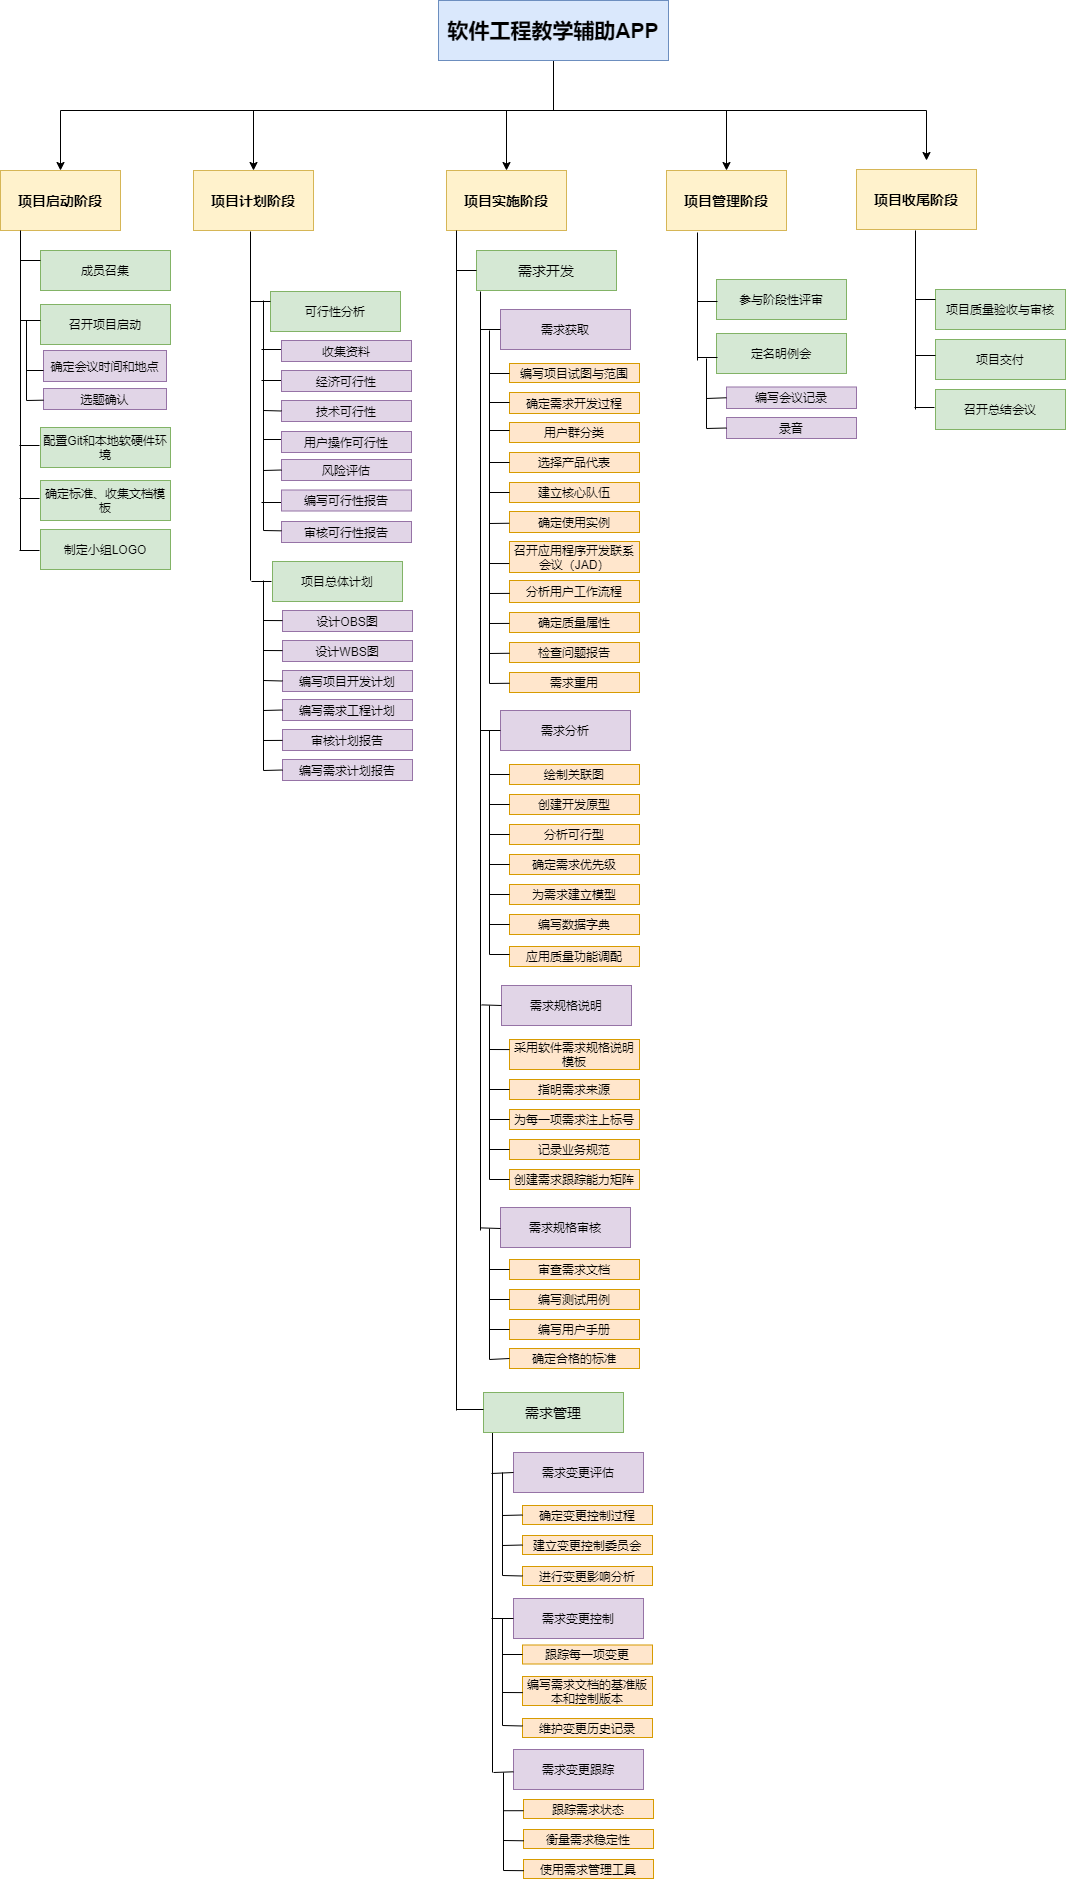 软件工程教学辅助APP
项目启动阶段
成员召集
召开项目启动
确定会议时间和地点
选题确认
配置Git和本地软硬件环
境
确定标准、收集文档模
板
制定小组LOGO
项目计划阶段
可行性分析
收集资料
经济可行性
技术可行性
用户操作可行性
风险评估
编写可行性报告
审核可行性报告
项目总体计划
设计OBS图
设计WBS图
编写项目开发计划
编写需求工程计划
审核计划报告
编写需求计划报告
项目实施阶段
需求开发
需求获取
编写项目试图与范围
确定需求开发过程
用户群分类
选择产品代表
建立核心队伍
确定使用实例
召开应用程序开发联系
会议（JAD）
分析用户工作流程
确定质量属性
检查问题报告
需求重用
需求分析
绘制关联图
创建开发原型
分析可行型
确定需求优先级
为需求建立模型
编写数据字典
应用质量功能调配
需求规格说明
采用软件需求规格说明
模板
指明需求来源
为每一项需求注上标号
记录业务规范
创建需求跟踪能力矩阵
需求规格审核
审查需求文档
编写测试用例
编写用户手册
确定合格的标准
需求管理
需求变更评估
确定变更控制过程
建立变更控制委员会
进行变更影响分析
需求变更控制
跟踪每一项变更
编写需求文档的基准版
本和控制版本
维护变更历史记录
需求变更跟踪
跟踪需求状态
衡量需求稳定性
使用需求管理工具
项目管理阶段
参与阶段性评审
定名明例会
编写会议记录
录音
项目收尾阶段
项目质量验收与审核
项目交付
召开总结会议